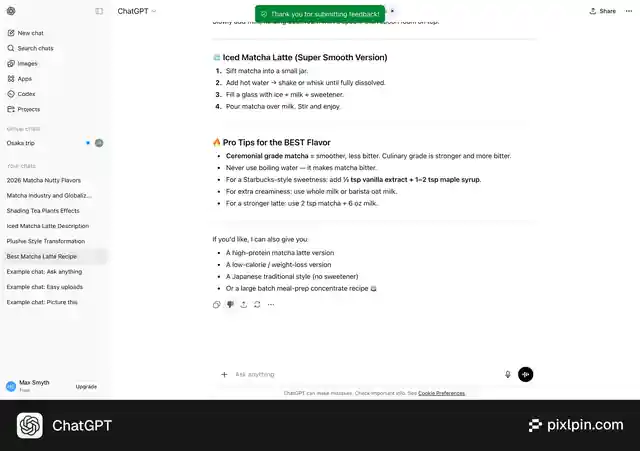 ChatGPT
Thank you for submitting feedback!
Share
New chat
Search chats
Images
Apps
Codex
Projects
Group chats
Osaka trip
Your chats
2026 Matcha Nutty Flavors
Matcha Industry and Globaliz...
Shading Tea Plants Effects
Iced Matcha Latte Description
Plushie Style Transformation
Best Matcha Latte Recipe
Example chat: Ask anything
Example chat: Easy uploads
Example chat: Picture this
Max Smyth
Free
Upgrade
Iced Matcha Latte (Super Smooth Version)
1. Sift matcha into a small jar.
2. Add hot water → shake or whisk until fully dissolved.
3. Fill a glass with ice + milk + sweetener.
4. Pour matcha over milk. Stir and enjoy.
🔥 Pro Tips for the BEST Flavor
• Ceremonial grade matcha = smoother, less bitter. Culinary grade is stronger and more bitter.
• Never use boiling water — it makes matcha bitter.
• For a Starbucks-style sweetness: add ½ tsp vanilla extract + 1–2 tsp maple syrup.
• For extra creaminess: use whole milk or barista oat milk.
• For a stronger latte: use 2 tsp matcha + 6 oz milk.
If you'd like, I can also give you:
• A high-protein matcha latte version
• A low-calorie / weight-loss version
• A Japanese traditional style (no sweetener)
• Or a large batch meal-prep concentrate recipe
Ask anything
ChatGPT can make mistakes. Check important info. See Cookie Preferences.
ChatGPT
pixlpin.com